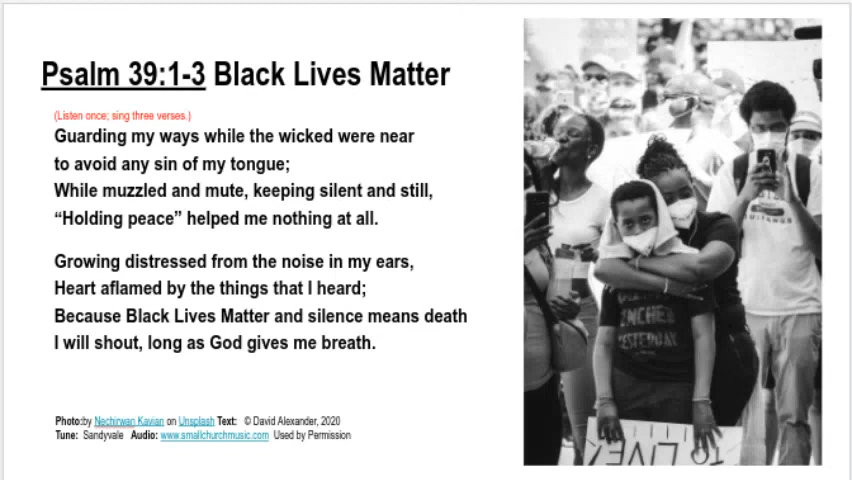 Psalm 39:1-3 Black Lives Matter
(Listen once; sing three verses.)
Guarding my ways while the wicked were near
to avoid any sin of my tongue;
While muzzled and mute, keeping silent and still,
“Holding peace” helped me nothing at all.
Growing distressed from the noise in my ears,
Heart aflamed by the things that I heard;
Because Black Lives Matter and silence means death
I will shout, long as God gives me breath.
Photo:by Nechirwan Kavian on Unsplash Text: © David Alexander, 2020
Tune: Sandyvale Audio: www.smallchurchmusic.com Used by Permission
YESTERDAY
TO LIVE